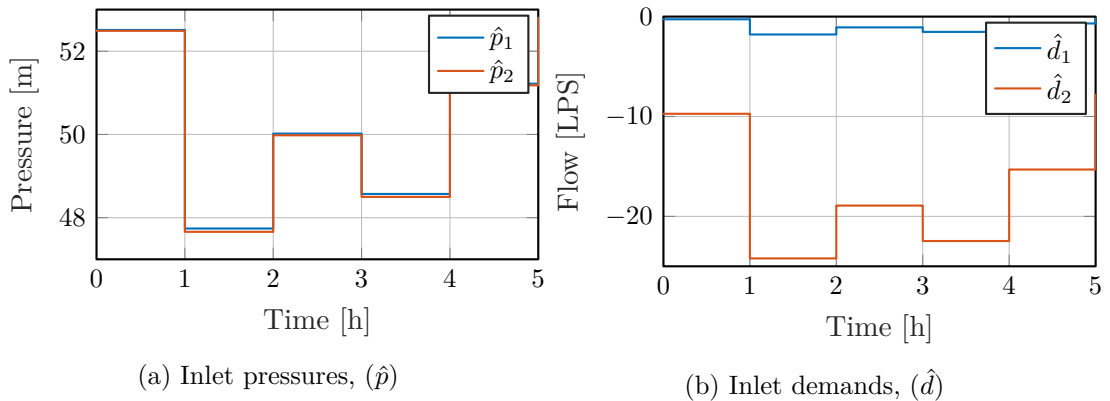 52
50
48
Pressure [m]
p̂₁
p̂₂
0 1 2 3 4 5
Time [h]
(a) Inlet pressures, (p̂)
0
−10
−20
Flow [LPS]
d̂₁
d̂₂
0 1 2 3 4 5
Time [h]
(b) Inlet demands, (d̂)